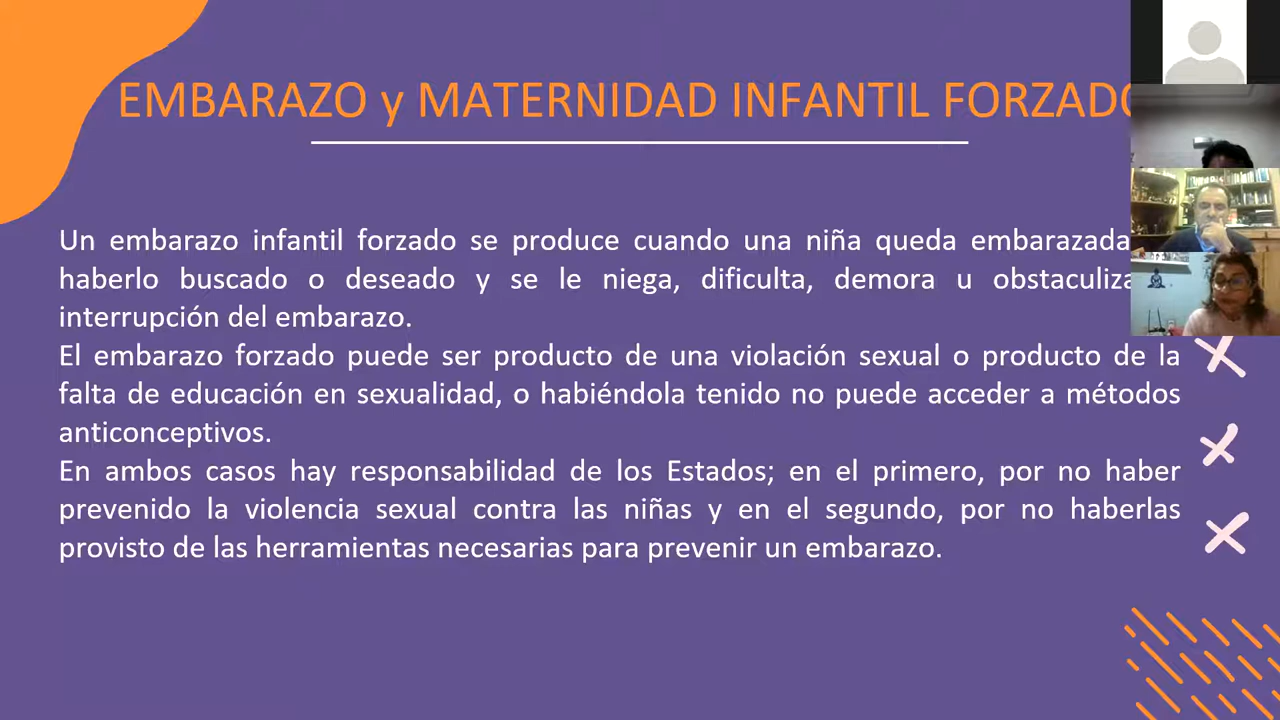 EMBARAZO y MATERNIDAD INFANTIL FORZADO
Un embarazo infantil forzado se produce cuando una niña queda embarazada
haberlo buscado o deseado y se le niega, dificulta, demora u obstaculiza
interrupción del embarazo.
El embarazo forzado puede ser producto de una violación sexual o producto de la
falta de educación en sexualidad, o habiéndola tenido no puede acceder a métodos
anticonceptivos.
En ambos casos hay responsabilidad de los Estados; en el primero, por no haber
prevenido la violencia sexual contra las niñas y en el segundo, por no haberlas
provisto de las herramientas necesarias para prevenir un embarazo.